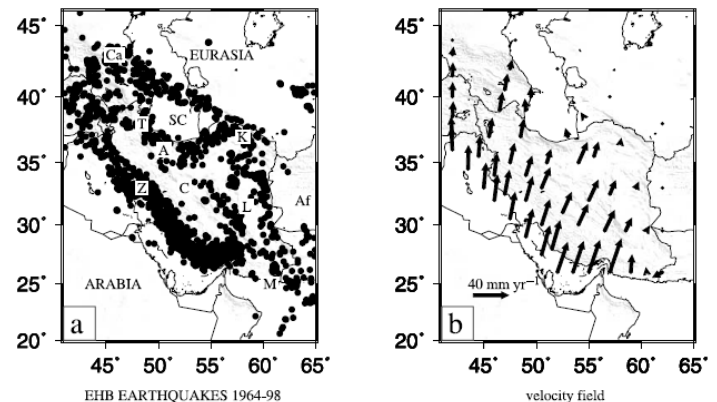 45˚
40˚
35˚
30˚
25˚
20˚
Ca
EURASIA
T
SC
K
A
Z
C
L
Af
ARABIA
M
a
45˚ 50˚ 55˚ 60˚ 65˚
EHB EARTHQUAKES 1964-98
45˚
40˚
35˚
30˚
25˚
20˚
40 mm yr−1
b
45˚ 50˚ 55˚ 60˚ 65˚
velocity field